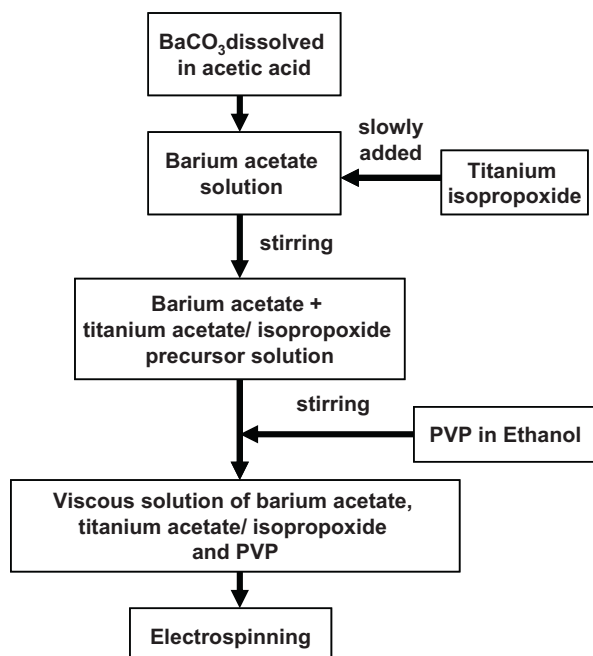 BaCO₃dissolved
in acetic acid
slowly
added
Barium acetate
solution
Titanium
isopropoxide
stirring
Barium acetate +
titanium acetate/ isopropoxide
precursor solution
stirring
PVP in Ethanol
Viscous solution of barium acetate,
titanium acetate/ isopropoxide
and PVP
Electrospinning